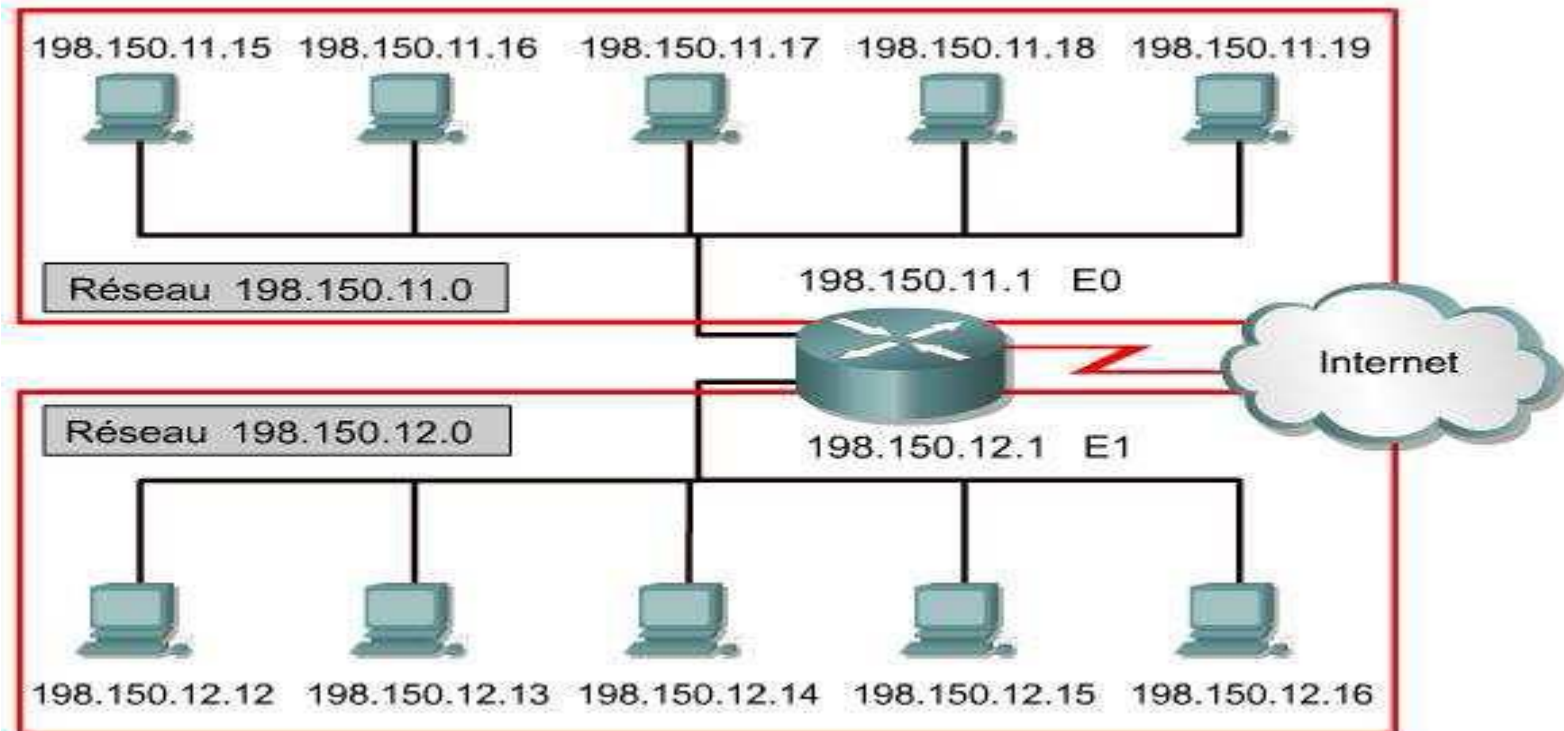 198.150.11.15 198.150.11.16 198.150.11.17 198.150.11.18 198.150.11.19
Réseau 198.150.11.0
198.150.11.1 E0
Internet
Réseau 198.150.12.0
198.150.12.1 E1
198.150.12.12 198.150.12.13 198.150.12.14 198.150.12.15 198.150.12.16